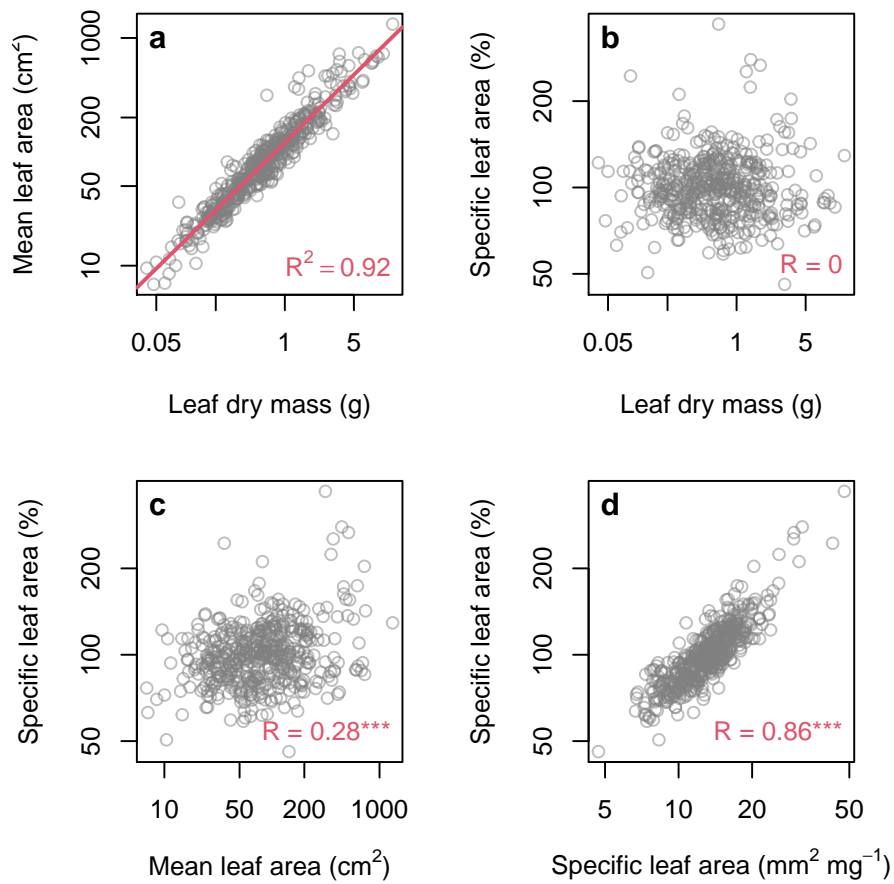 a
Mean leaf area (cm²)
1000
200
50
10
R² = 0.92
0.05 1 5
Leaf dry mass (g)
b
Specific leaf area (%)
200
100
50
R = 0
0.05 1 5
Leaf dry mass (g)
c
Specific leaf area (%)
200
100
50
R = 0.28***
10 50 200 1000
Mean leaf area (cm²)
d
Specific leaf area (%)
200
100
50
R = 0.86***
5 10 20 50
Specific leaf area (mm² mg⁻¹)